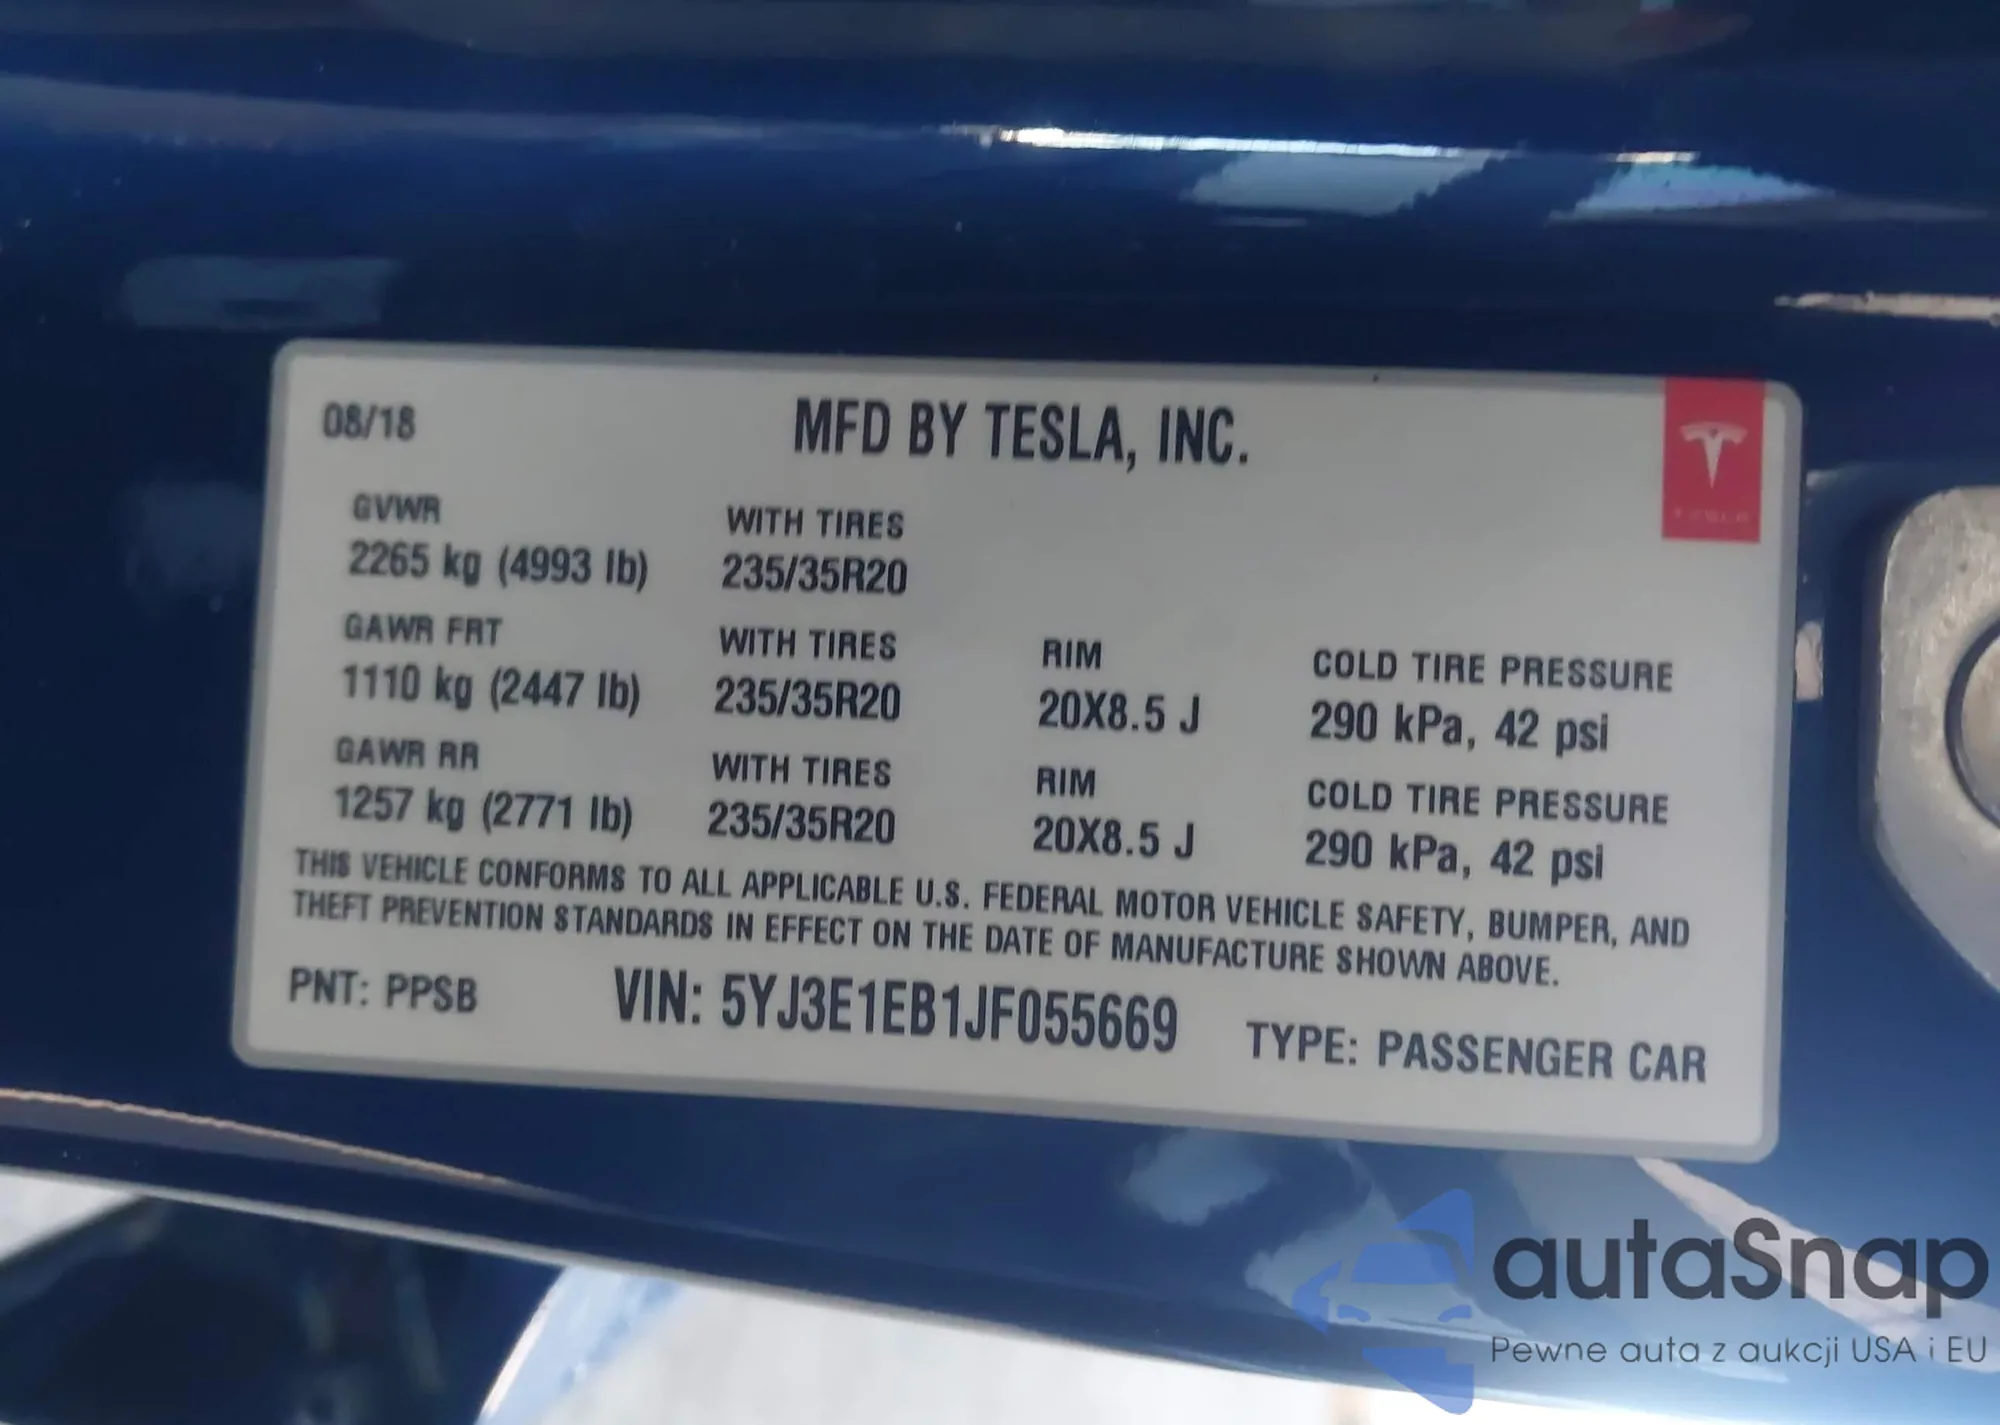 08/18
MFD BY TESLA, INC.
GVWR WITH TIRES
2265 kg (4993 lb) 235/35R20
GAWR FRT WITH TIRES RIM COLD TIRE PRESSURE
1110 kg (2447 lb) 235/35R20 20X8.5 J 290 kPa, 42 psi
GAWR RR WITH TIRES RIM COLD TIRE PRESSURE
1257 kg (2771 lb) 235/35R20 20X8.5 J 290 kPa, 42 psi
THIS VEHICLE CONFORMS TO ALL APPLICABLE U.S. FEDERAL MOTOR VEHICLE SAFETY, BUMPER, AND
THEFT PREVENTION STANDARDS IN EFFECT ON THE DATE OF MANUFACTURE SHOWN ABOVE.
PNT: PPSB VIN: 5YJ3E1EB1JF055669 TYPE: PASSENGER CAR
autaSnap
Pewne auta z aukcji USA i EU